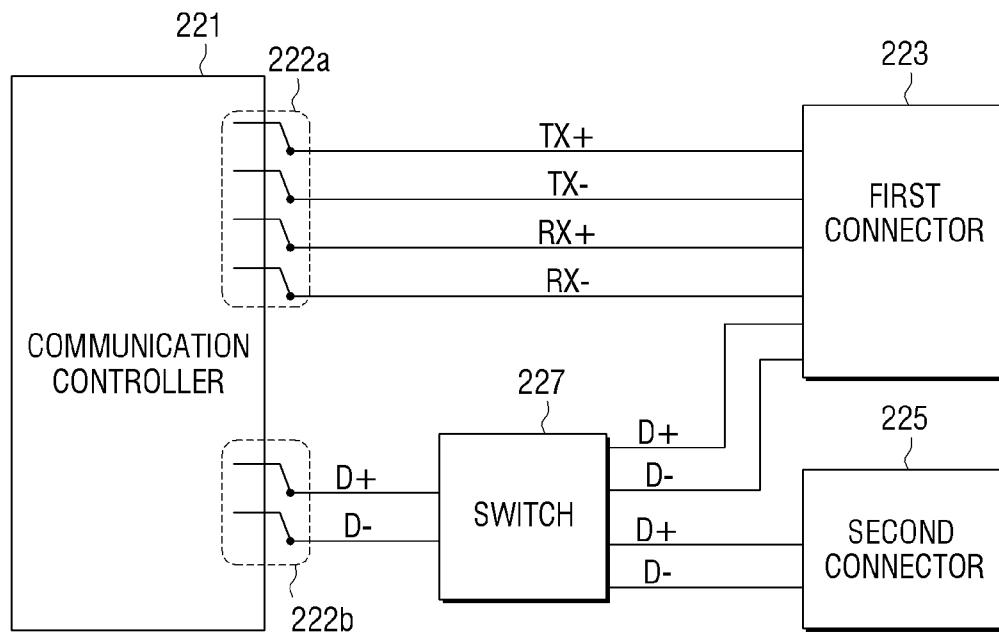 221
222a
223
TX+
TX-
RX+
RX-
FIRST
CONNECTOR
COMMUNICATION
CONTROLLER
227
225
D+
D-
D+
D-
SWITCH
D+
D-
SECOND
CONNECTOR
222b